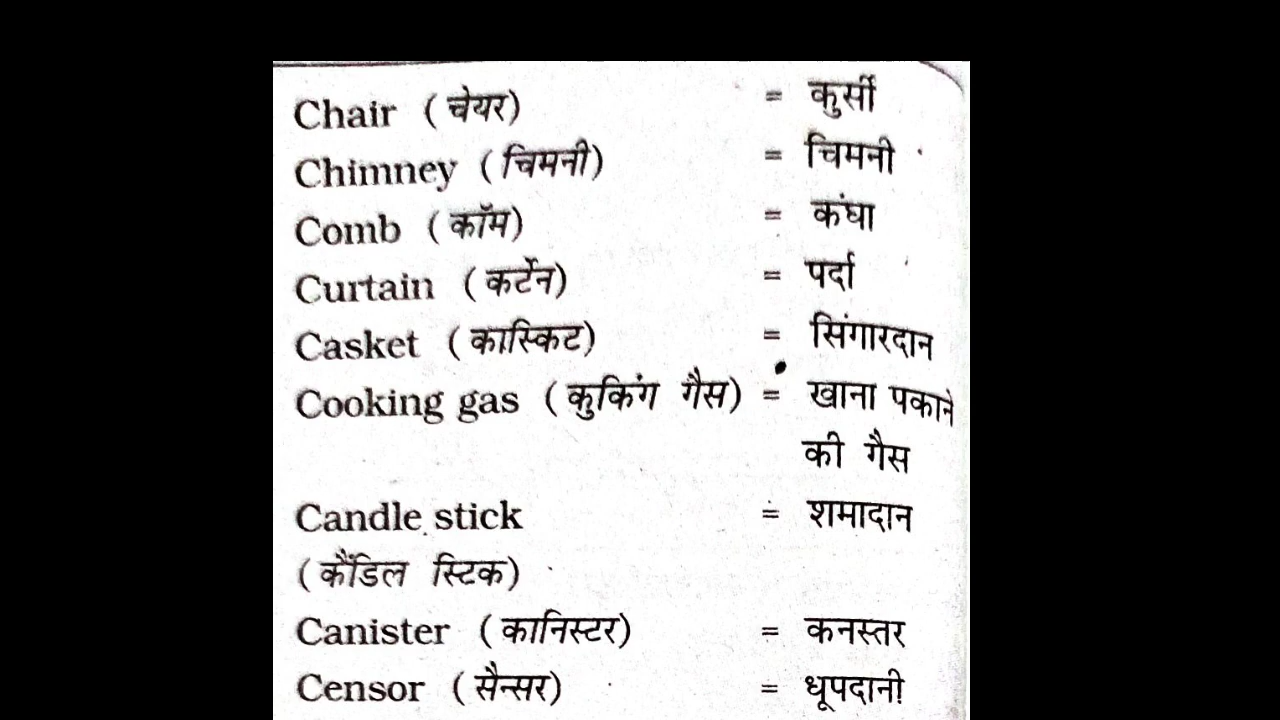 Chair (चेयर) = कुर्सी
Chimney (चिमनी) = चिमनी
Comb (कॉम) = कंघा
Curtain (कर्टेन) = पर्दा
Casket (कास्किट) = सिंगारदान
Cooking gas (कुकिंग गैस) = खाना पकाने
की गैस
Candle stick = शमादान
(कैंडिल स्टिक)
Canister (कानिस्टर) = कनस्तर
Censor (सैन्सर) = धूपदानी